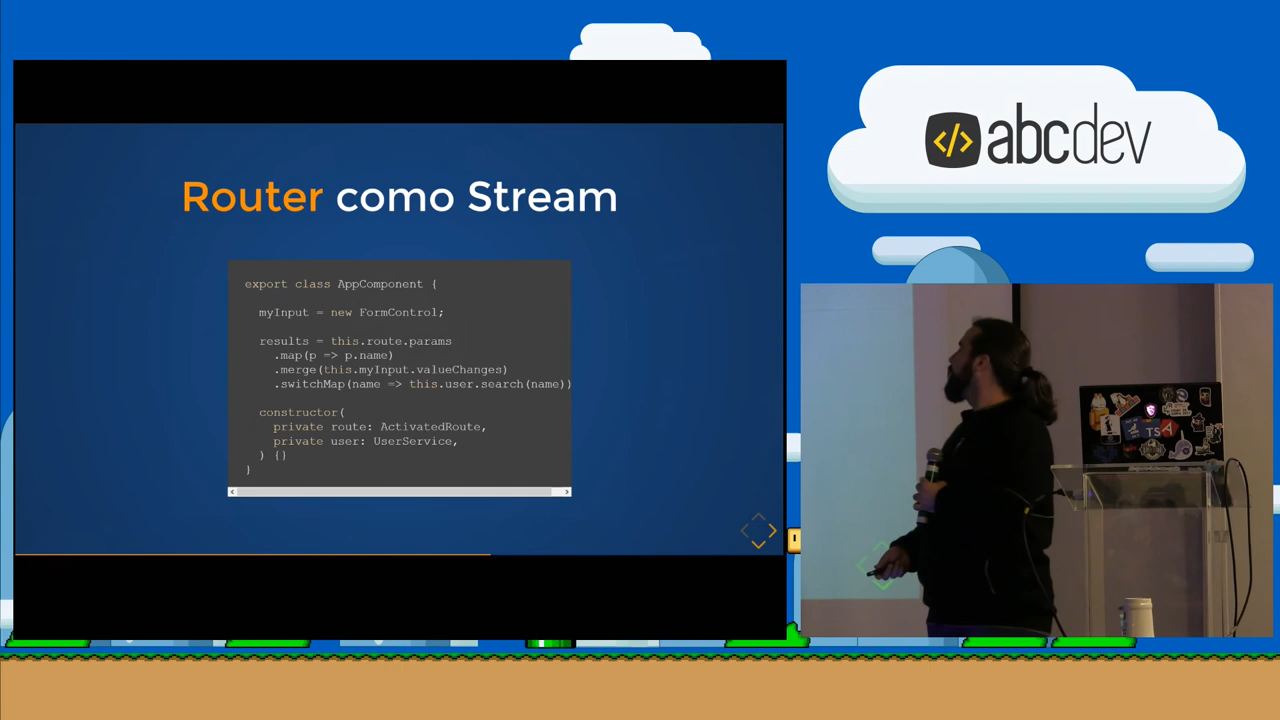 Router como Stream
export class AppComponent {
myInput = new FormControl;
results = this.route.params
.map(p => p.name)
.merge(this.myInput.valueChanges)
.switchMap(name => this.user.search(name))
constructor(
private route: ActivatedRoute,
private user: UserService,
) {}
}
</> abcdev
TS
A